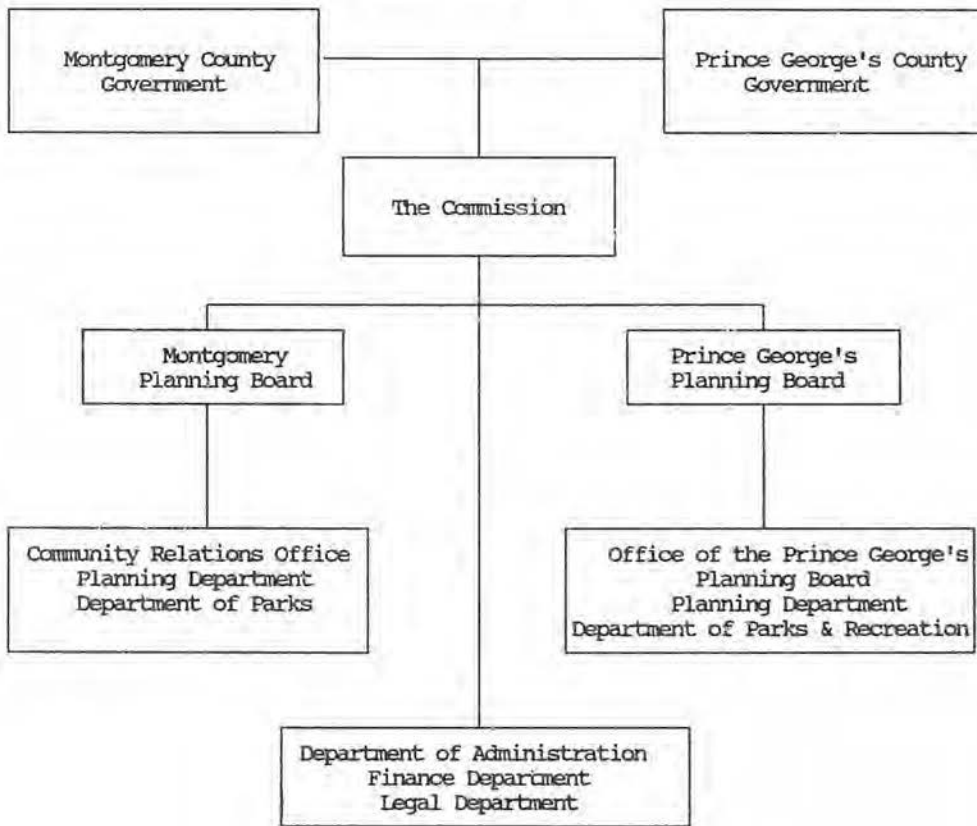 Montgomery County
Government
Prince George's County
Government
The Commission
Montgomery
Planning Board
Prince George's
Planning Board
Community Relations Office
Planning Department
Department of Parks
Office of the Prince George's
Planning Board
Planning Department
Department of Parks & Recreation
Department of Administration
Finance Department
Legal Department